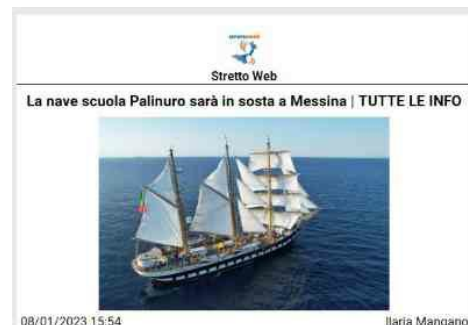 Stretto Web
La nave scuola Palinuro sarà in sosta a Messina | TUTTE LE INFO
08/01/2023 15:54
Ilaria Mangano